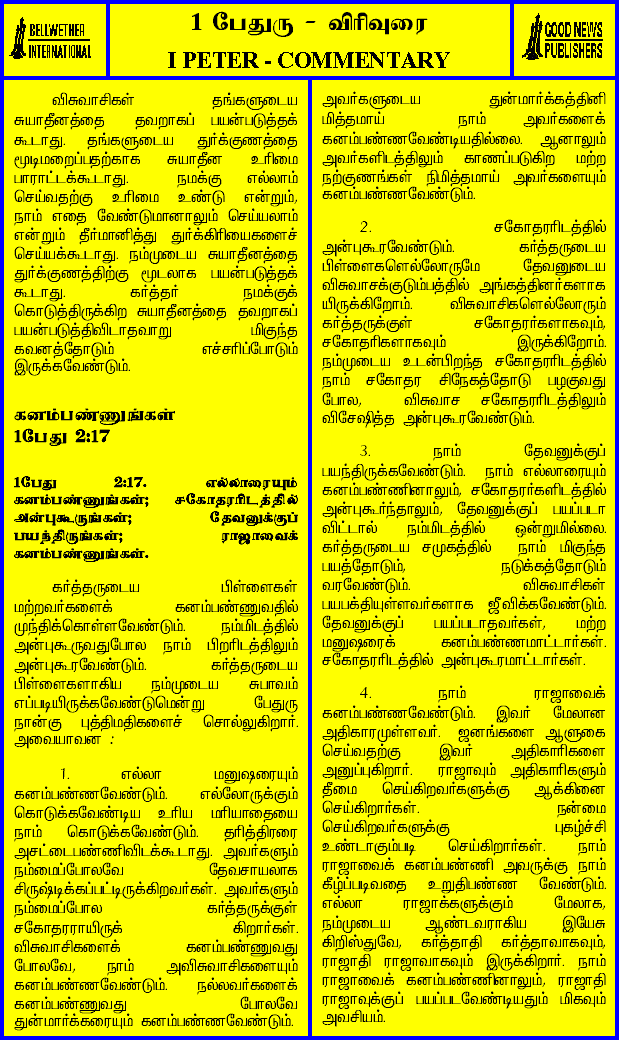 BELLWETHER
INTERNATIONAL
1 பேதுரு - விரிவுரை
I PETER - COMMENTARY
GOOD NEWS
PUBLISHERS
விசுவாசிகள் தங்களுடைய
சுயாதீனத்தை தவறாகப் பயன்படுத்தக்
கூடாது. தங்களுடைய துர்க்குணத்தை
மூடிமறைப்பதற்காக சுயாதீன உரிமை
பாராட்டக்கூடாது. நமக்கு எல்லாம்
செய்வதற்கு உரிமை உண்டு என்றும்,
நாம் எதை வேண்டுமானாலும் செய்யலாம்
என்றும் தீர்மானித்து துர்க்கிரியைகளைச்
செய்யக்கூடாது. நம்முடைய சுயாதீனத்தை
துர்க்குணத்திற்கு மூடலாக பயன்படுத்தக்
கூடாது. கர்த்தர் நமக்குக்
கொடுத்திருக்கிற சுயாதீனத்தை தவறாகப்
பயன்படுத்திவிடாதவாறு மிகுந்த
கவனத்தோடும் எச்சரிப்போடும்
இருக்கவேண்டும்.
கனம்பண்ணுங்கள்
1பேது 2:17
1பேது 2:17. எல்லாரையும்
கனம்பண்ணுங்கள்; சகோதரரிடத்தில்
அன்புகூருங்கள்; தேவனுக்குப்
பயந்திருங்கள்; ராஜாவைக்
கனம்பண்ணுங்கள்.
கர்த்தருடைய பிள்ளைகள்
மற்றவர்களைக் கனம்பண்ணுவதில்
முந்திக்கொள்ளவேண்டும். நம்மிடத்தில்
அன்புகூருவதுபோல நாம் பிறரிடத்திலும்
அன்புகூரவேண்டும். கர்த்தருடைய
பிள்ளைகளாகிய நம்முடைய சுபாவம்
எப்படியிருக்கவேண்டுமென்று பேதுரு
நான்கு புத்திமதிகளைச் சொல்லுகிறார்.
அவையாவன :
1. எல்லா மனுஷரையும்
கனம்பண்ணவேண்டும். எல்லோருக்கும்
கொடுக்கவேண்டிய உரிய மரியாதையை
நாம் கொடுக்கவேண்டும். தரித்திரரை
அசட்டைபண்ணிவிடக்கூடாது. அவர்களும்
நம்மைப்போலவே தேவசாயலாக
சிருஷ்டிக்கப்பட்டிருக்கிறவர்கள். அவர்களும்
நம்மைப்போல கர்த்தருக்குள்
சகோதரராயிருக் கிறார்கள்.
விசுவாசிகளைக் கனம்பண்ணுவது
போலவே, நாம் அவிசுவாசிகளையும்
கனம்பண்ணவேண்டும். நல்லவர்களைக்
கனம்பண்ணுவது போலவே
துன்மார்க்கரையும் கனம்பண்ணவேண்டும்.
அவர்களுடைய துன்மார்க்கத்தினி
மித்தமாய் நாம் அவர்களைக்
கனம்பண்ணவேண்டியதில்லை. ஆனாலும்
அவர்களிடத்திலும் காணப்படுகிற மற்ற
நற்குணங்கள் நிமித்தமாய் அவர்களையும்
கனம்பண்ணவேண்டும்.
2. சகோதரரிடத்தில்
அன்புகூரவேண்டும். கர்த்தருடைய
பிள்ளைகளெல்லோருமே தேவனுடைய
விசுவாசக்குடும்பத்தில் அங்கத்தினர்களாக
யிருக்கிறோம். விசுவாசிகளெல்லோரும்
கர்த்தருக்குள் சகோதரர்களாகவும்,
சகோதரிகளாகவும் இருக்கிறோம்.
நம்முடைய உடன்பிறந்த சகோதரரிடத்தில்
நாம் சகோதர சிநேகத்தோடு பழகுவது
போல, விசுவாச சகோதரரிடத்திலும்
விசேஷித்த அன்புகூரவேண்டும்.
3. நாம் தேவனுக்குப்
பயந்திருக்கவேண்டும். நாம் எல்லாரையும்
கனம்பண்ணினாலும், சகோதரர்களிடத்தில்
அன்புகூர்ந்தாலும், தேவனுக்குப் பயப்படா
விட்டால் நம்மிடத்தில் ஒன்றுமில்லை.
கர்த்தருடைய சமுகத்தில் நாம் மிகுந்த
பயத்தோடும், நடுக்கத்தோடும்
வரவேண்டும். விசுவாசிகள்
பயபக்தியுள்ளவர்களாக ஜீவிக்கவேண்டும்.
தேவனுக்குப் பயப்படாதவர்கள், மற்ற
மனுஷரைக் கனம்பண்ணமாட்டார்கள்.
சகோதரரிடத்தில் அன்புகூரமாட்டார்கள்.
4. நாம் ராஜாவைக்
கனம்பண்ணவேண்டும். இவர் மேலான
அதிகாரமுள்ளவர். ஜனங்களை ஆளுகை
செய்வதற்கு இவர் அதிகாரிகளை
அனுப்புகிறார். ராஜாவும் அதிகாரிகளும்
தீமை செய்கிறவர்களுக்கு ஆக்கினை
செய்கிறார்கள். நன்மை
செய்கிறவர்களுக்கு புகழ்ச்சி
உண்டாகும்படி செய்கிறார்கள். நாம்
ராஜாவைக் கனம்பண்ணி அவருக்கு நாம்
கீழ்ப்படிவதை உறுதிபண்ண வேண்டும்.
எல்லா ராஜாக்களுக்கும் மேலாக,
நம்முடைய ஆண்டவராகிய இயேசு
கிறிஸ்துவே, கர்த்தாதி கர்த்தாவாகவும்,
ராஜாதி ராஜாவாகவும் இருக்கிறார். நாம்
ராஜாவைக் கனம்பண்ணினாலும், ராஜாதி
ராஜாவுக்குப் பயப்படவேண்டியதும் மிகவும்
அவசியம்.